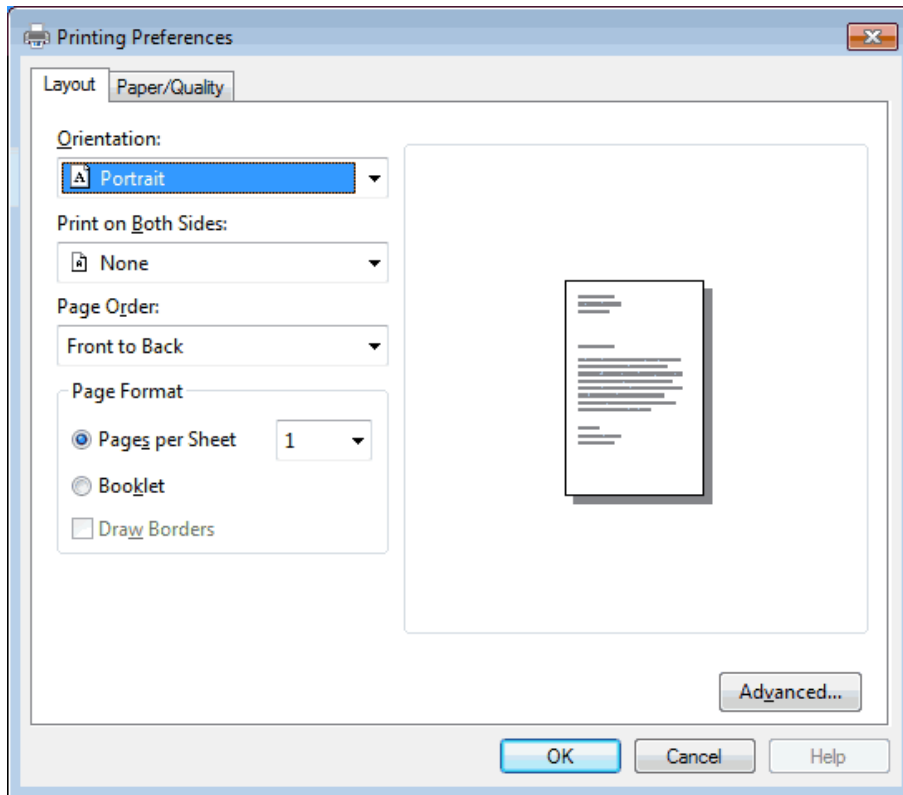 Printing Preferences
Layout
Paper/Quality
Orientation:
Portrait
Print on Both Sides:
None
Page Order:
Front to Back
Page Format
Pages per Sheet
1
Booklet
Draw Borders
Advanced...
OK
Cancel
Help